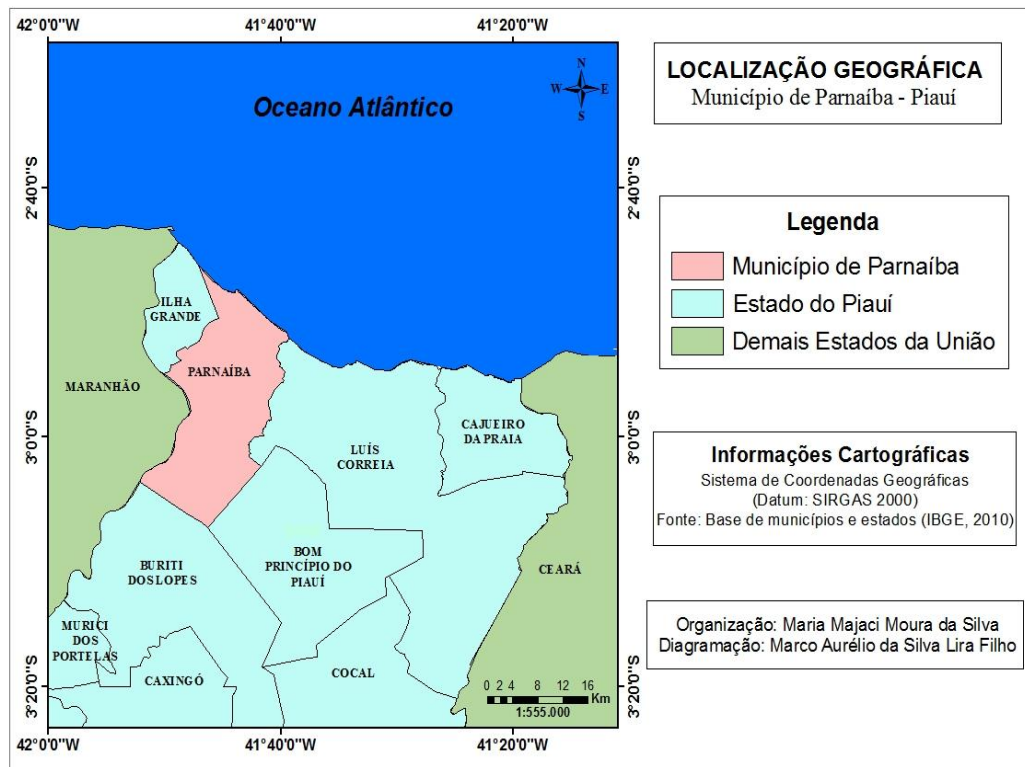 42°0'0"W
41°40'0"W
41°20'0"W
N
W
E
S
Oceano Atlântico
2°40'0"S
2°40'0"S
ILHA
GRANDE
PARNAÍBA
MARANHÃO
CAJUEIRO
DA PRAIA
3°0'0"S
3°0'0"S
LUÍS
CORREIA
BOM
PRINCÍPIO DO
PIAUÍ
BURITI
DOS LOPES
CEARÁ
MURICI
DOS
PORTELAS
CAXINGÓ
COCAL
3°20'0"S
3°20'0"S
0 2 4 8 12 16
Km
1:555.000
42°0'0"W
41°40'0"W
41°20'0"W
LOCALIZAÇÃO GEOGRÁFICA
Município de Parnaíba - Piauí
Legenda
Município de Parnaíba
Estado do Piauí
Demais Estados da União
Informações Cartográficas
Sistema de Coordenadas Geográficas
(Datum: SIRGAS 2000)
Fonte: Base de municípios e estados (IBGE, 2010)
Organização: Maria Majaci Moura da Silva
Diagramação: Marco Aurélio da Silva Lira Filho